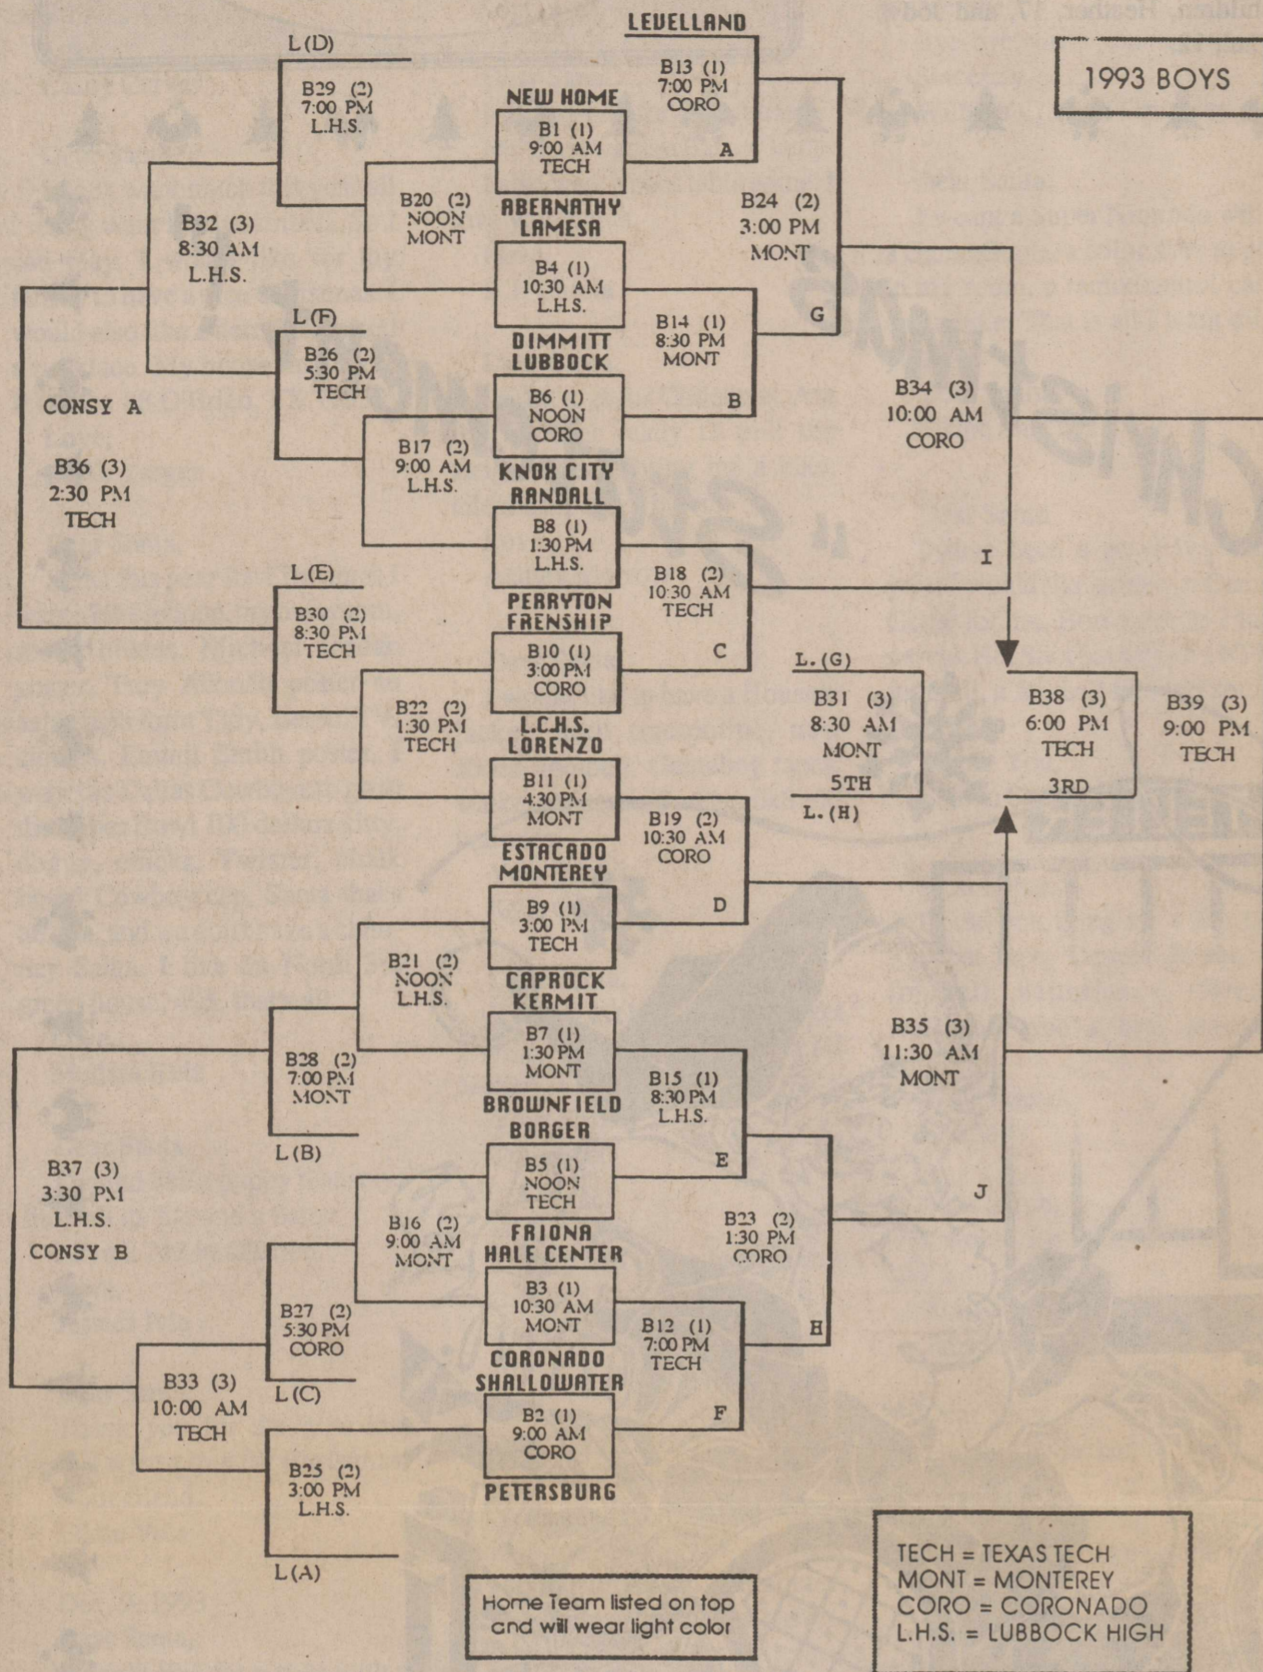 1993 BOYS
LEVELLAND
B13 (1)
7:00 PM
CORO
A
L(D)
B29 (2)
7:00 PM
L.H.S.
NEW HOME
B1 (1)
9:00 AM
TECH
ABERNATHY
B20 (2)
NOON
MONT
LAMESA
B4 (1)
10:30 AM
L.H.S.
DIMMITT
B24 (2)
3:00 PM
MONT
G
B32 (3)
8:30 AM
L.H.S.
B14 (1)
8:30 PM
MONT
B
L(F)
B26 (2)
5:30 PM
TECH
LUBBOCK
B6 (1)
NOON
CORO
KNOX CITY
B34 (3)
10:00 AM
CORO
I
CONSY A
B36 (3)
2:30 PM
TECH
B17 (2)
9:00 AM
L.H.S.
RANDALL
B8 (1)
1:30 PM
L.H.S.
PERRYTON
B18 (2)
10:30 AM
TECH
C
L(E)
B30 (2)
8:30 PM
TECH
FRENSHIP
B10 (1)
3:00 PM
CORO
L.C.H.S.
B22 (2)
1:30 PM
TECH
L.(G)
B31 (3)
8:30 AM
MONT
5TH
L.(H)
B38 (3)
6:00 PM
TECH
3RD
B39 (3)
9:00 PM
TECH
LORENZO
B11 (1)
4:30 PM
MONT
ESTACADO
B19 (2)
10:30 AM
CORO
D
MONTEREY
B9 (1)
3:00 PM
TECH
CAPROCK
B21 (2)
NOON
L.H.S.
KERMIT
B7 (1)
1:30 PM
MONT
BROWNFIELD
B28 (2)
7:00 PM
MONT
L(B)
B15 (1)
8:30 PM
L.H.S.
E
B35 (3)
11:30 AM
MONT
J
BORGER
B5 (1)
NOON
TECH
FRIONA
B37 (3)
3:30 PM
L.H.S.
CONSY B
B16 (2)
9:00 AM
MONT
B23 (2)
1:30 PM
CORO
H
HALE CENTER
B3 (1)
10:30 AM
MONT
CORONADO
B27 (2)
5:30 PM
CORO
L(C)
B12 (1)
7:00 PM
TECH
F
B33 (3)
10:00 AM
TECH
SHALLOWATER
B2 (1)
9:00 AM
CORO
PETERSBURG
B25 (2)
3:00 PM
L.H.S.
L(A)
Home Team listed on top
and will wear light color
TECH = TEXAS TECH
MONT = MONTEREY
CORO = CORONADO
L.H.S. = LUBBOCK HIGH